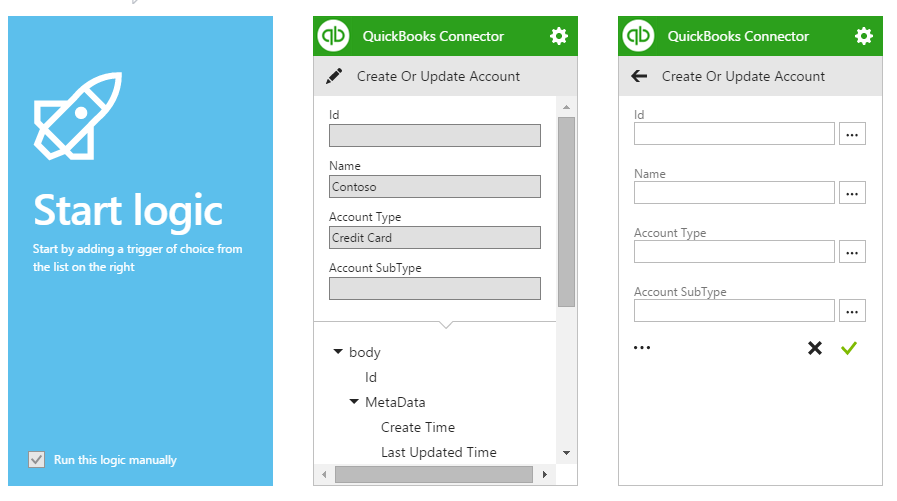 Start logic
Start by adding a trigger of choice from
the list on the right
Run this logic manually
qb QuickBooks Connector
Create Or Update Account
Id
Name
Contoso
Account Type
Credit Card
Account SubType
body
Id
MetaData
Create Time
Last Updated Time
qb QuickBooks Connector
Create Or Update Account
Id
...
Name
...
Account Type
...
Account SubType
...
...